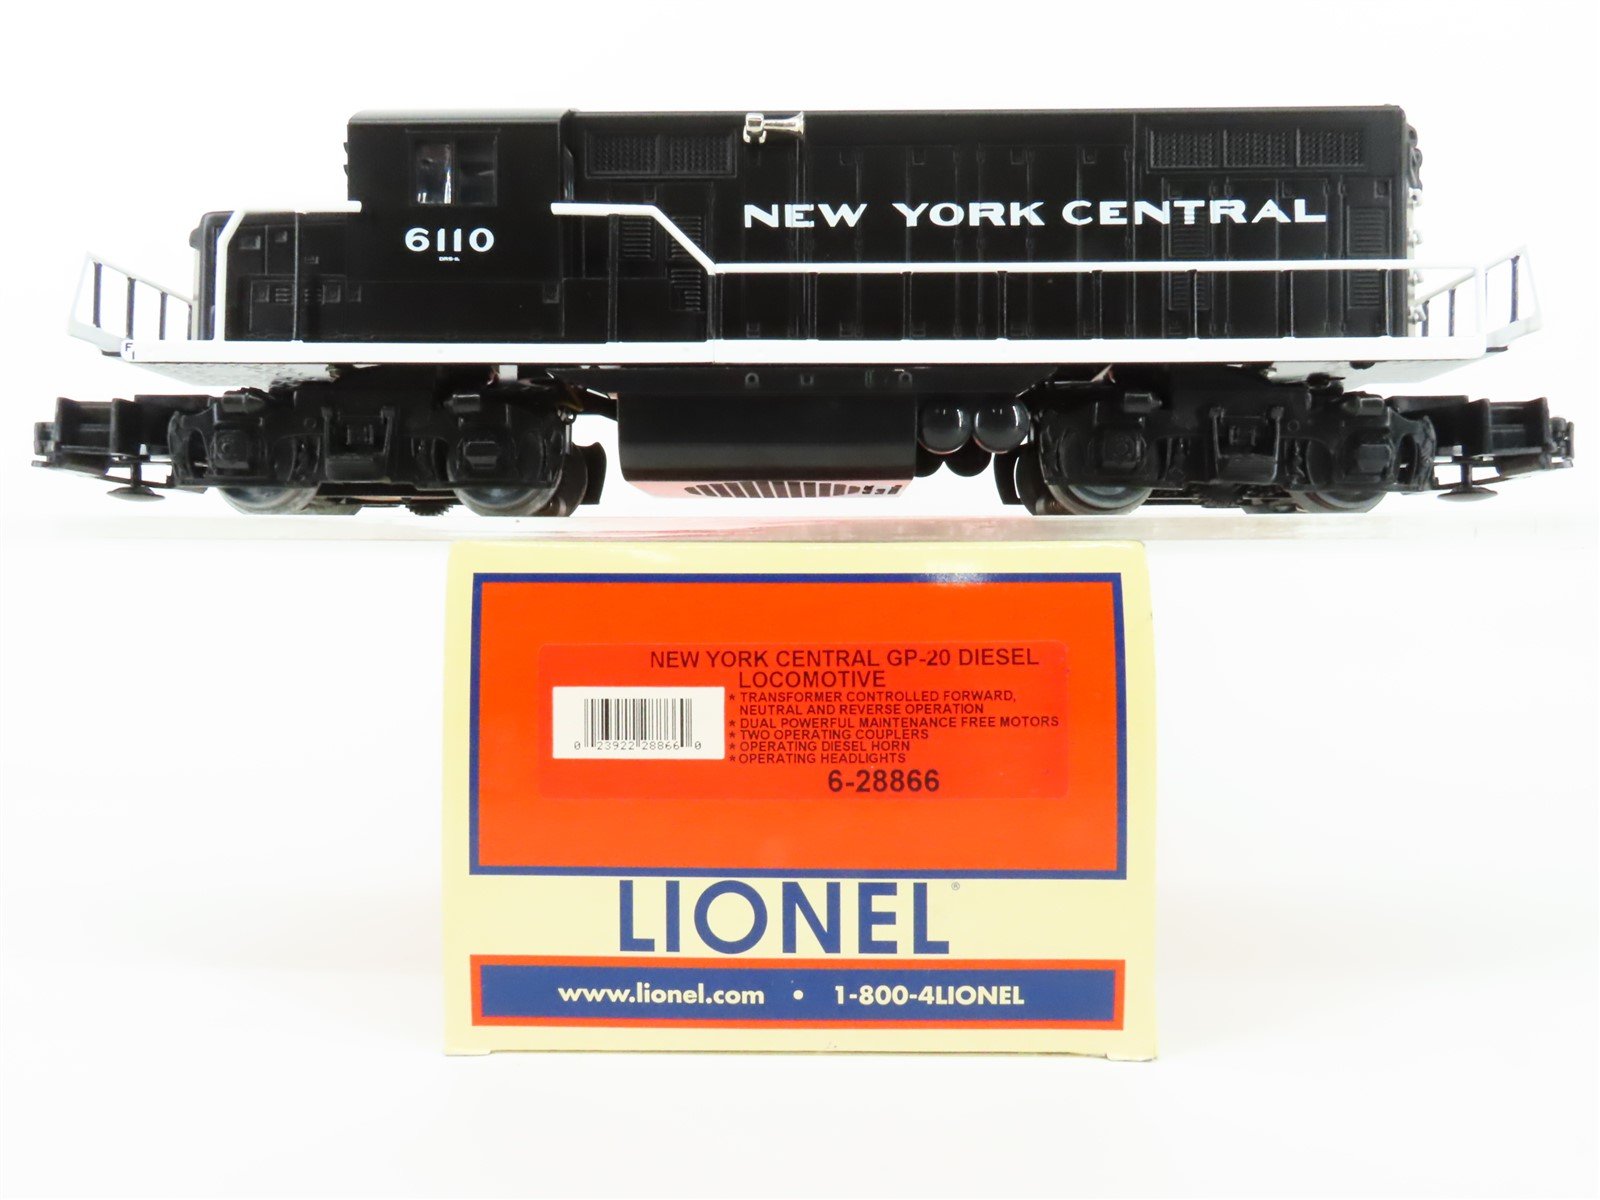 NEW YORK CENTRAL
6110
F
NEW YORK CENTRAL GP-20 DIESEL
LOCOMOTIVE
* TRANSFORMER CONTROLLED FORWARD,
NEUTRAL AND REVERSE OPERATION
* DUAL POWERFUL MAINTENANCE FREE MOTORS
* TWO OPERATING COUPLERS
* OPERATING DIESEL HORN
* OPERATING HEADLIGHTS
0 23922 28866 0
6-28866
LIONEL®
www.lionel.com • 1-800-4LIONEL